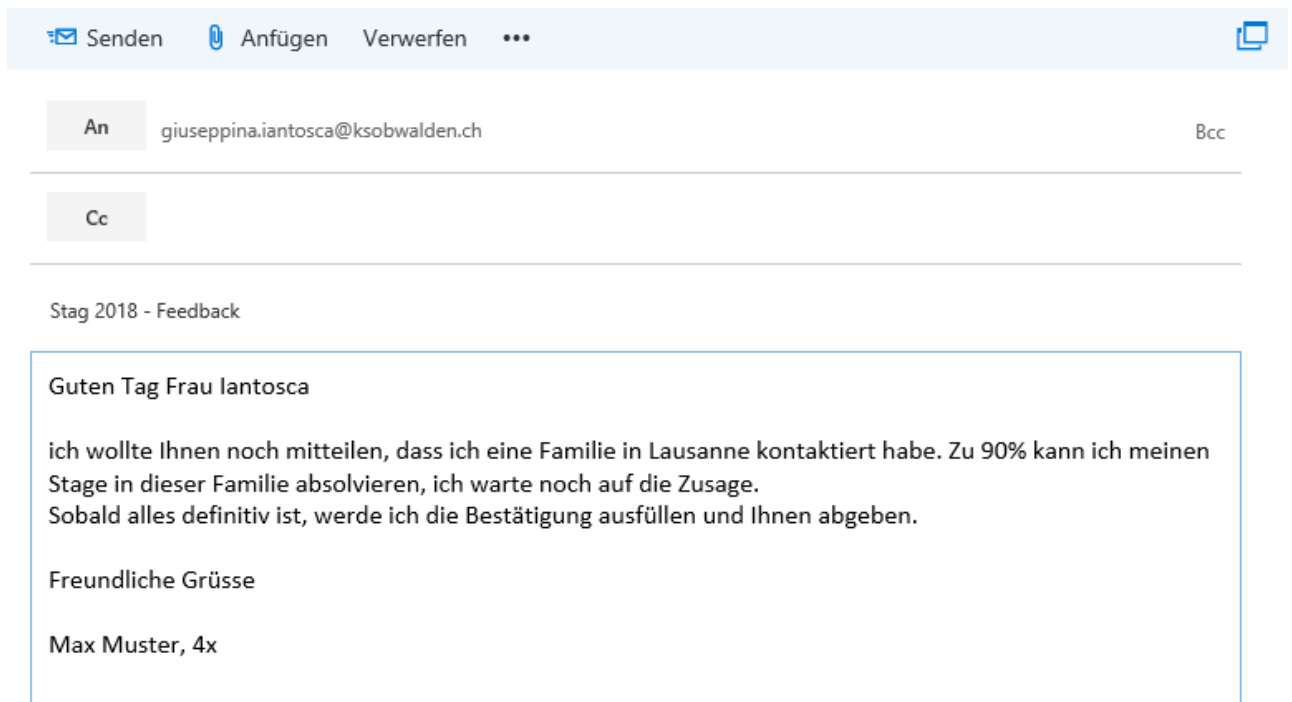 Senden Anfügen Verwerfen •••
An giuseppina.iantosca@ksobwalden.ch Bcc
Cc
Stag 2018 - Feedback
Guten Tag Frau Iantosca
ich wollte Ihnen noch mitteilen, dass ich eine Familie in Lausanne kontaktiert habe. Zu 90% kann ich meinen
Stage in dieser Familie absolvieren, ich warte noch auf die Zusage.
Sobald alles definitiv ist, werde ich die Bestätigung ausfüllen und Ihnen abgeben.
Freundliche Grüsse
Max Muster, 4x